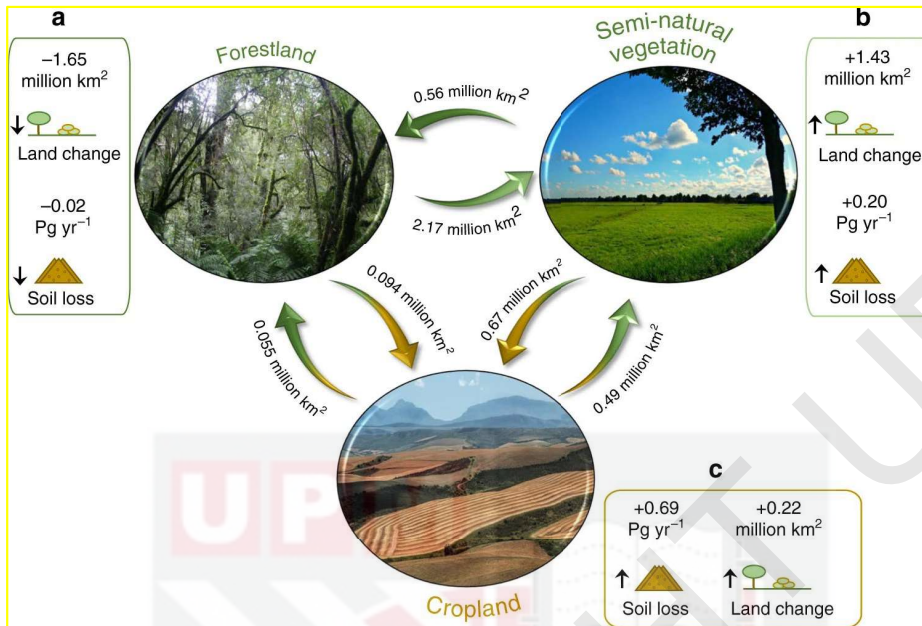 a
−1.65
million km²
Land change
−0.02
Pg yr⁻¹
Soil loss
Forestland
Semi-natural
vegetation
b
+1.43
million km²
Land change
+0.20
Pg yr⁻¹
Soil loss
0.56 million km²
2.17 million km²
0.094 million km²
0.055 million km²
0.67 million km²
0.49 million km²
Cropland
c
+0.69
Pg yr⁻¹
Soil loss
+0.22
million km²
Land change